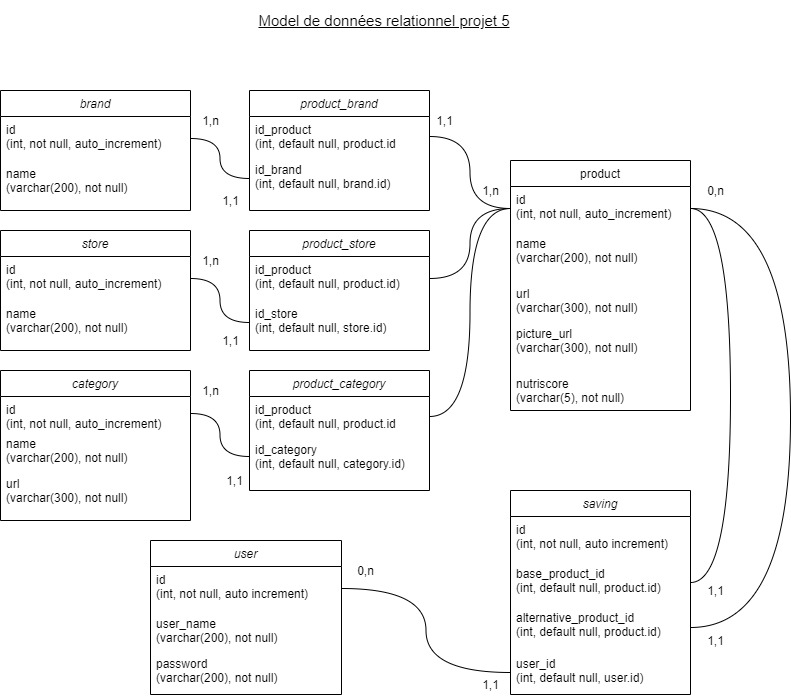 Model de données relationnel projet 5
brand
id
(int, not null, auto_increment)
name
(varchar(200), not null)
1,n
1,1
product_brand
id_product
(int, default null, product.id
id_brand
(int, default null, brand.id)
1,1
1,n
product
id
(int, not null, auto_increment)
name
(varchar(200), not null)
url
(varchar(300), not null)
picture_url
(varchar(300), not null)
nutriscore
(varchar(5), not null)
0,n
store
id
(int, not null, auto_increment)
name
(varchar(200), not null)
1,n
1,1
product_store
id_product
(int, default null, product.id)
id_store
(int, default null, store.id)
category
id
(int, not null, auto_increment)
name
(varchar(200), not null)
url
(varchar(300), not null)
1,n
1,1
product_category
id_product
(int, default null, product.id
id_category
(int, default null, category.id)
saving
id
(int, not null, auto increment)
base_product_id
(int, default null, product.id)
alternative_product_id
(int, default null, product.id)
user_id
(int, default null, user.id)
1,1
1,1
user
id
(int, not null, auto increment)
user_name
(varchar(200), not null)
password
(varchar(200), not null)
0,n
1,1